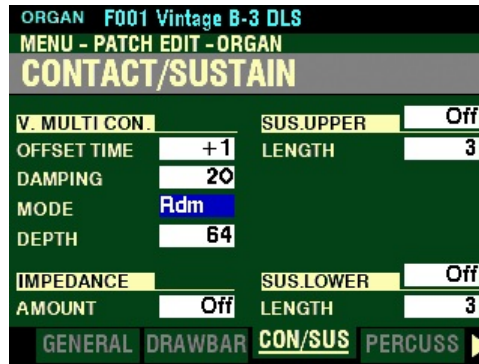 ORGAN F001 Vintage B-3 DLS
MENU - PATCH EDIT - ORGAN
CONTACT/SUSTAIN
V. MULTI CON. SUS.UPPER Off
OFFSET TIME +1 LENGTH 3
DAMPING 20
MODE Rdm
DEPTH 64
IMPEDANCE SUS.LOWER Off
AMOUNT Off LENGTH 3
GENERAL DRAWBAR CON/SUS PERCUSS